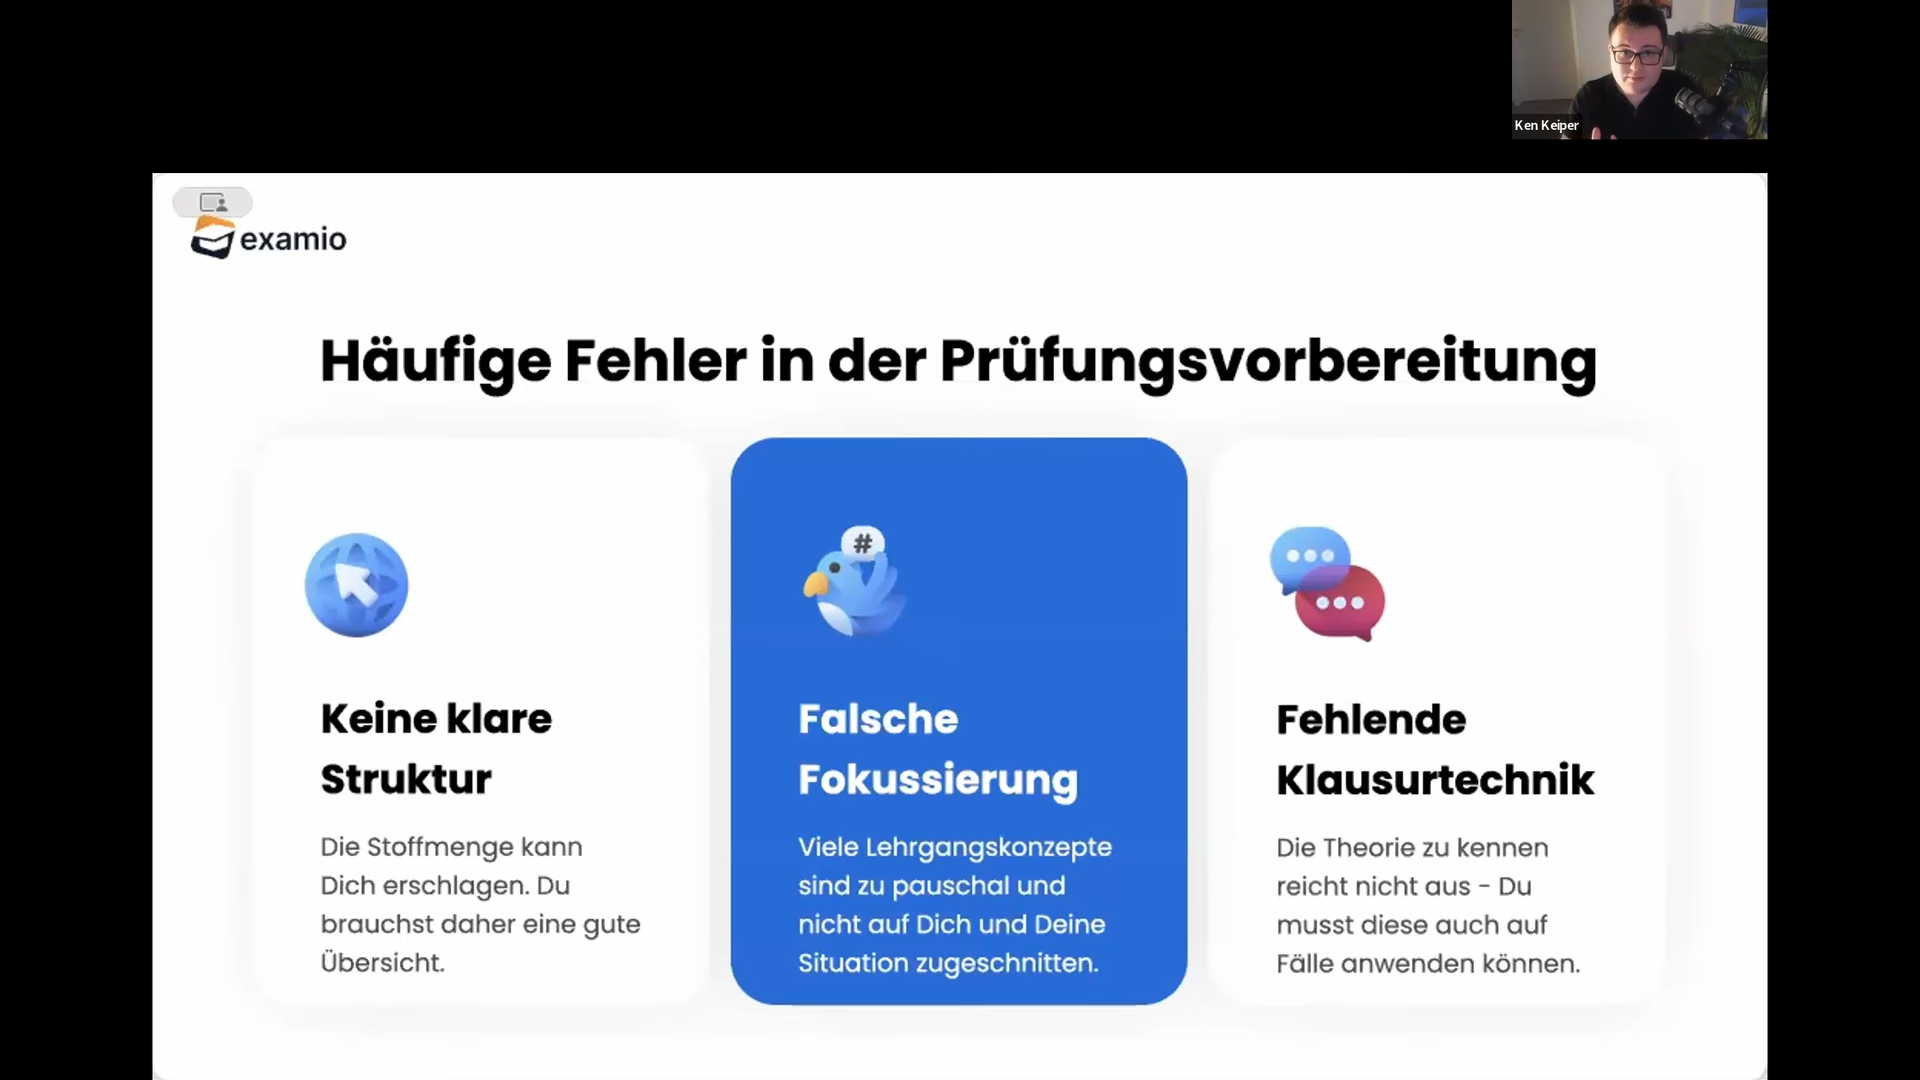 Ken Keiper
examio
Häufige Fehler in der Prüfungsvorbereitung
Keine klare
Struktur
Die Stoffmenge kann
Dich erschlagen. Du
brauchst daher eine gute
Übersicht.
#
Falsche
Fokussierung
Viele Lehrgangskonzepte
sind zu pauschal und
nicht auf Dich und Deine
Situation zugeschnitten.
Fehlende
Klausurtechnik
Die Theorie zu kennen
reicht nicht aus - Du
musst diese auch auf
Fälle anwenden können.